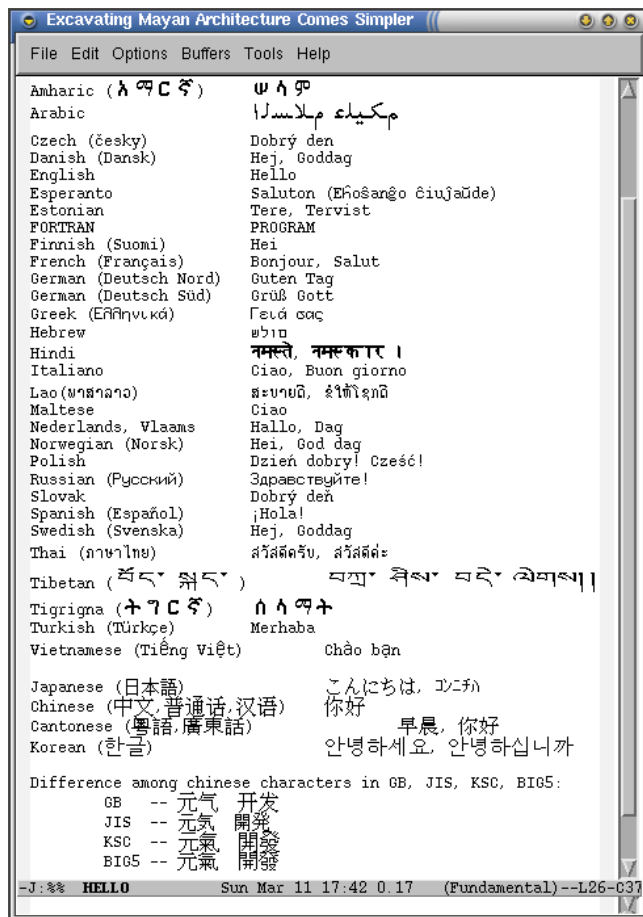 Excavating Mayan Architecture Comes Simpler
File Edit Options Buffers Tools Help
Amharic (አማርኛ) ሠላም
Arabic السلام عليكم
Czech (česky) Dobrý den
Danish (Dansk) Hej, Goddag
English Hello
Esperanto Saluton (Eĥoŝanĝo ĉiuĵaŭde)
Estonian Tere, Tervist
FORTRAN PROGRAM
Finnish (Suomi) Hei
French (Français) Bonjour, Salut
German (Deutsch Nord) Guten Tag
German (Deutsch Süd) Grüß Gott
Greek (Ελληνικά) Γειά σας
Hebrew שלום
Hindi नमस्ते, नमस्कार ।
Italiano Ciao, Buon giorno
Lao(ພາສາລາວ) ສະບາຍດີ, ຂໍໃຫ້ໂຊກດີ
Maltese Ciao
Nederlands, Vlaams Hallo, Dag
Norwegian (Norsk) Hei, God dag
Polish Dzień dobry! Cześć!
Russian (Русский) Здравствуйте!
Slovak Dobrý deň
Spanish (Español) ¡Hola!
Swedish (Svenska) Hej, Goddag
Thai (ภาษาไทย) สวัสดีครับ, สวัสดีค่ะ
Tibetan (བོད་སྐད་) བཀྲ་ཤིས་བདེ་ལེགས།།
Tigrigna (ትግርኛ) ሰላማት
Turkish (Türkçe) Merhaba
Vietnamese (Tiếng Việt) Chào bạn
Japanese (日本語) こんにちは, ｺﾝﾆﾁﾊ
Chinese (中文,普通话,汉语) 你好
Cantonese (粵語,廣東話) 早晨, 你好
Korean (한글) 안녕하세요, 안녕하십니까
Difference among chinese characters in GB, JIS, KSC, BIG5:
GB -- 元气 开发
JIS -- 元気 開発
KSC -- 元氣 開發
BIG5 -- 元氣 開發
-J:%% HELLO Sun Mar 11 17:42 0.17 (Fundamental)--L26-C37